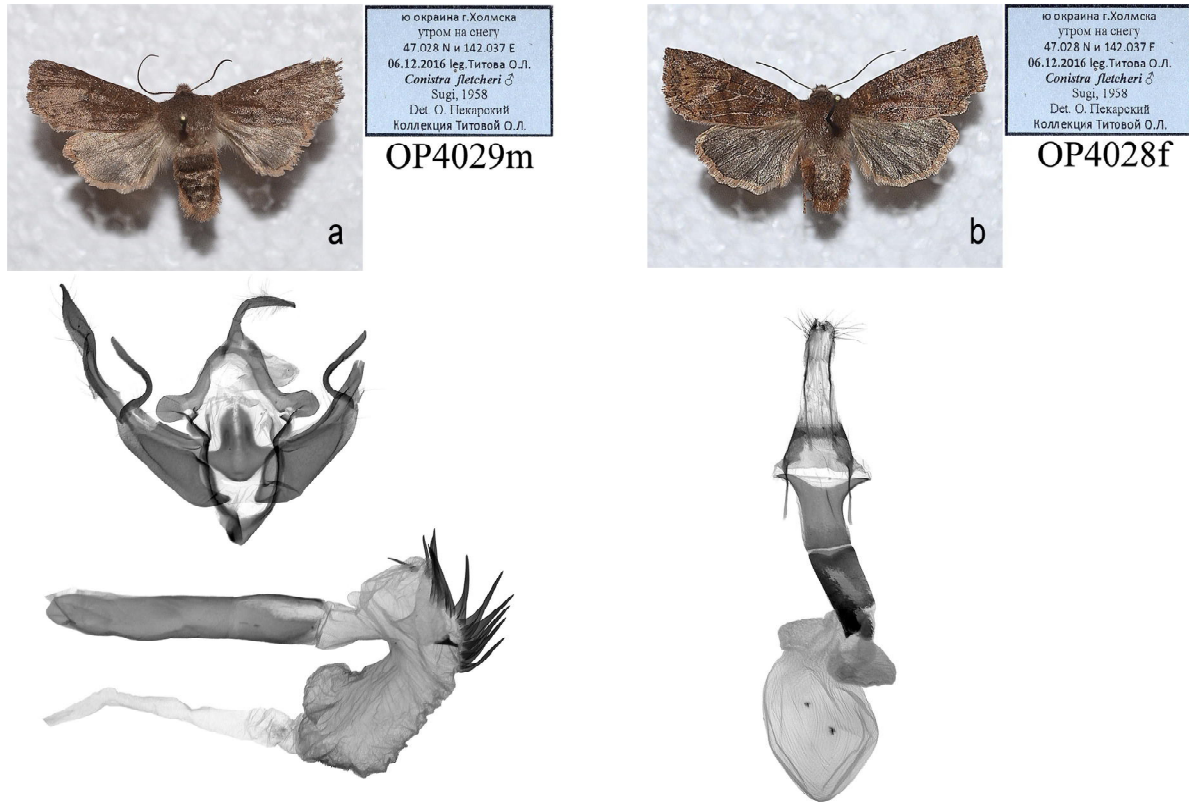 ю окраина г.Холмска
утром на снегу
47.028 N и 142.037 E
06.12.2016 lęg.Титова О.Л.
Conistra fletcheri ♂
Sugi, 1958
Det. О. Пекарский
Коллекция Титовой О.Л.
OP4029m
a
ю окраина г.Холмска
утром на снегу
47.028 N и 142.037 E
06.12.2016 lęg.Титова О.Л.
Conistra fletcheri ♂
Sugi, 1958
Det. О. Пекарский
Коллекция Титовой О.Л.
OP4028f
b